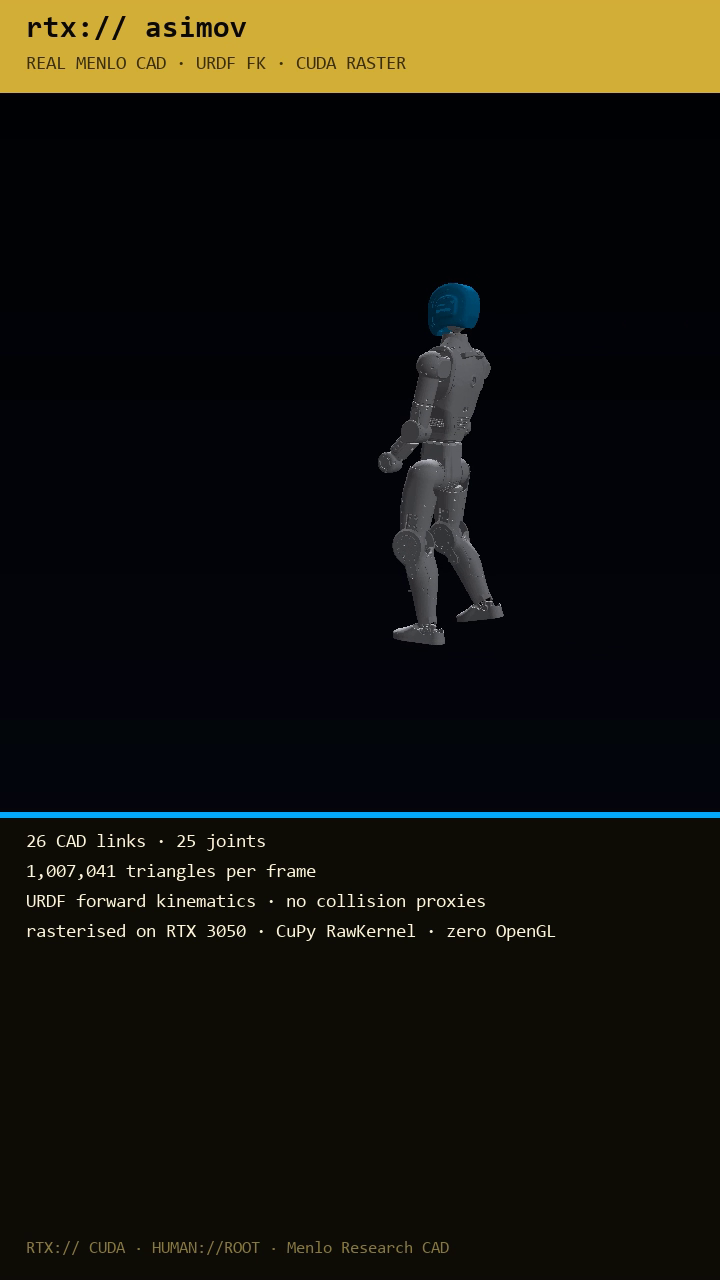 rtx:// asimov
REAL MENLO CAD · URDF FK · CUDA RASTER
26 CAD links · 25 joints
1,007,041 triangles per frame
URDF forward kinematics · no collision proxies
rasterised on RTX 3050 · CuPy RawKernel · zero OpenGL
RTX:// CUDA · HUMAN://ROOT · Menlo Research CAD